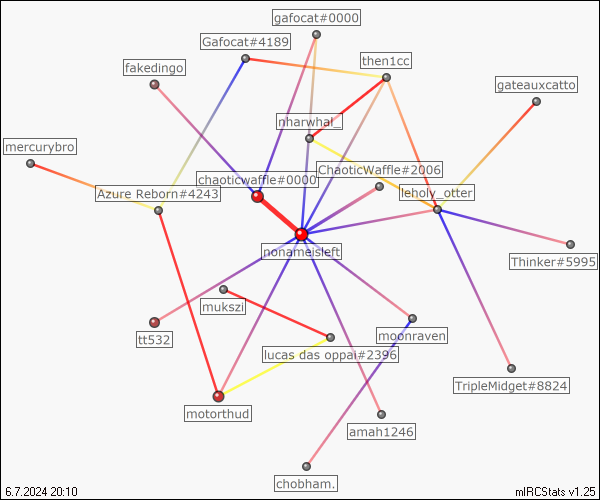 gafocat#0000
Gafocat#4189
then1cc
fakedingo
gateauxcatto
nharwhal_
mercurybro
ChaoticWaffle#2006
chaoticwaffle#0000
Azure Reborn#4243
leholy_otter
nonameisleft
Thinker#5995
mukszi
tt532
moonraven
lucas das oppai#2396
TripleMidget#8824
motorthud
amah1246
chobham.
6.7.2024 20:10
mIRCStats v1.25